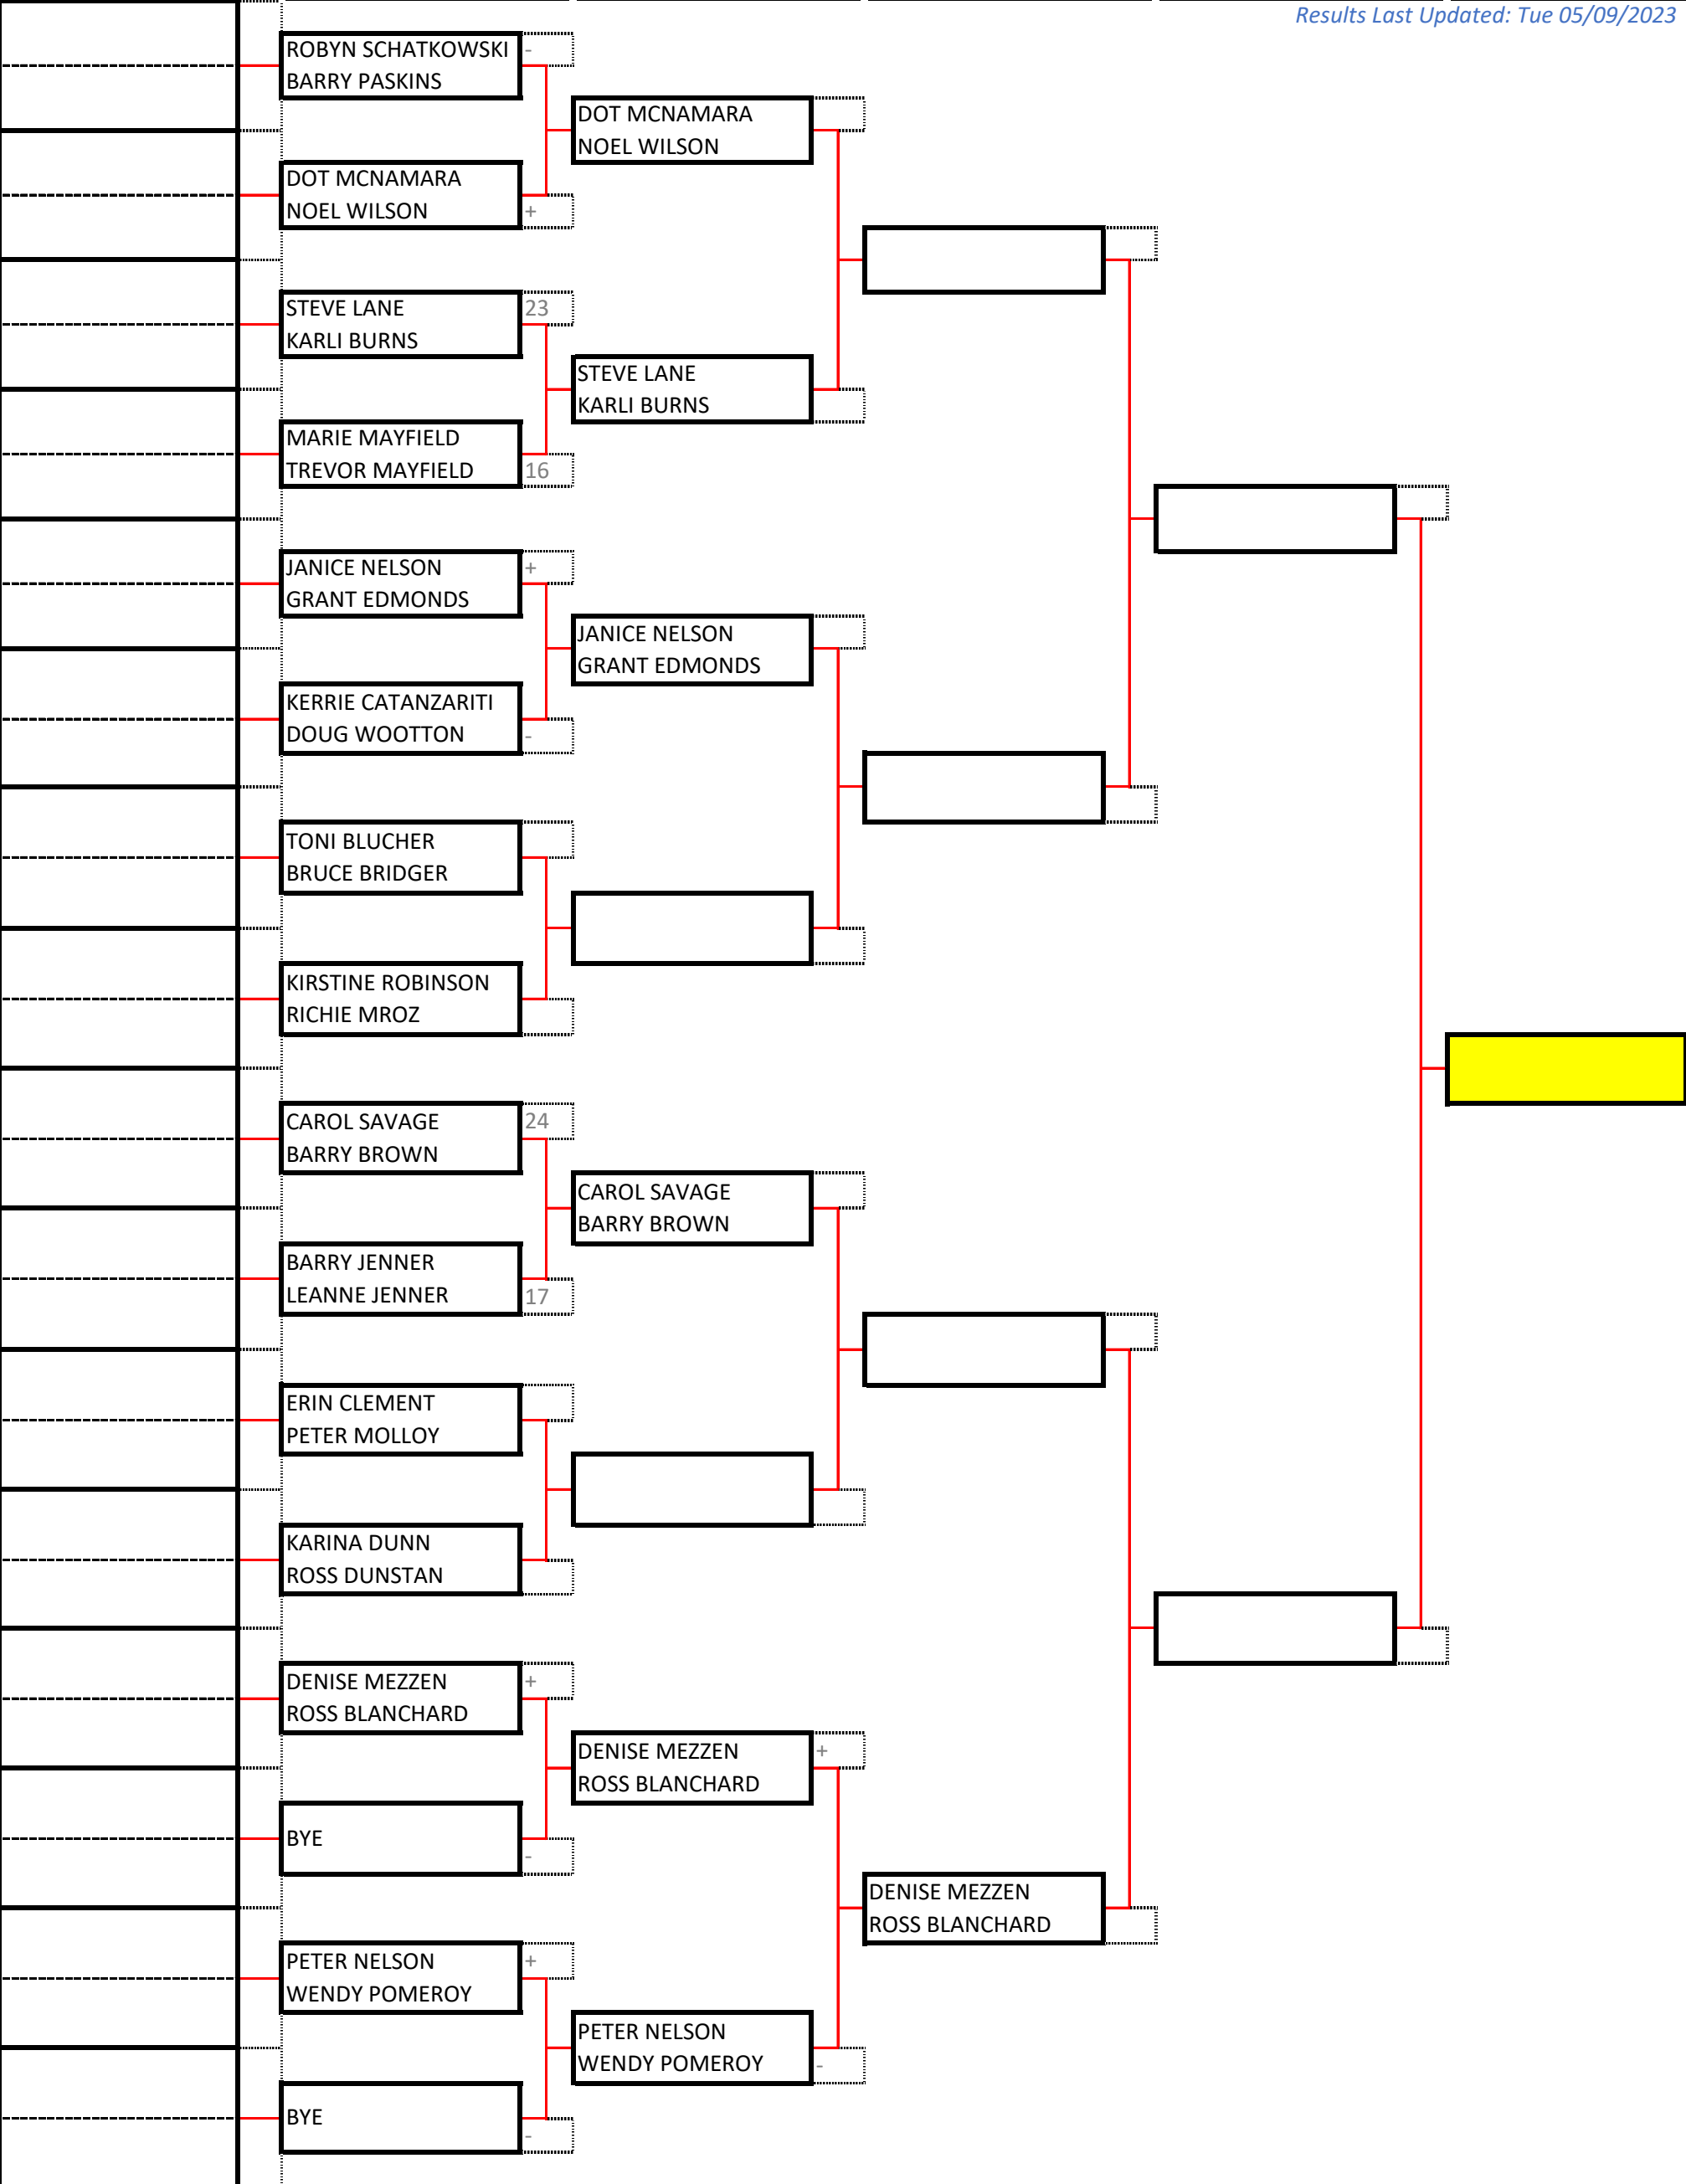 Results Last Updated: Tue 05/09/2023
ROBYN SCHATKOWSKI -
BARRY PASKINS
DOT MCNAMARA
NOEL WILSON
DOT MCNAMARA
NOEL WILSON +
STEVE LANE 23
KARLI BURNS
STEVE LANE
KARLI BURNS
MARIE MAYFIELD
TREVOR MAYFIELD 16
JANICE NELSON +
GRANT EDMONDS
JANICE NELSON
GRANT EDMONDS
KERRIE CATANZARITI
DOUG WOOTTON -
TONI BLUCHER
BRUCE BRIDGER
KIRSTINE ROBINSON
RICHIE MROZ
CAROL SAVAGE 24
BARRY BROWN
CAROL SAVAGE
BARRY BROWN
BARRY JENNER
LEANNE JENNER 17
ERIN CLEMENT
PETER MOLLOY
KARINA DUNN
ROSS DUNSTAN
DENISE MEZZEN +
ROSS BLANCHARD
DENISE MEZZEN +
ROSS BLANCHARD
BYE -
DENISE MEZZEN
ROSS BLANCHARD
PETER NELSON +
WENDY POMEROY
PETER NELSON
WENDY POMEROY -
BYE -